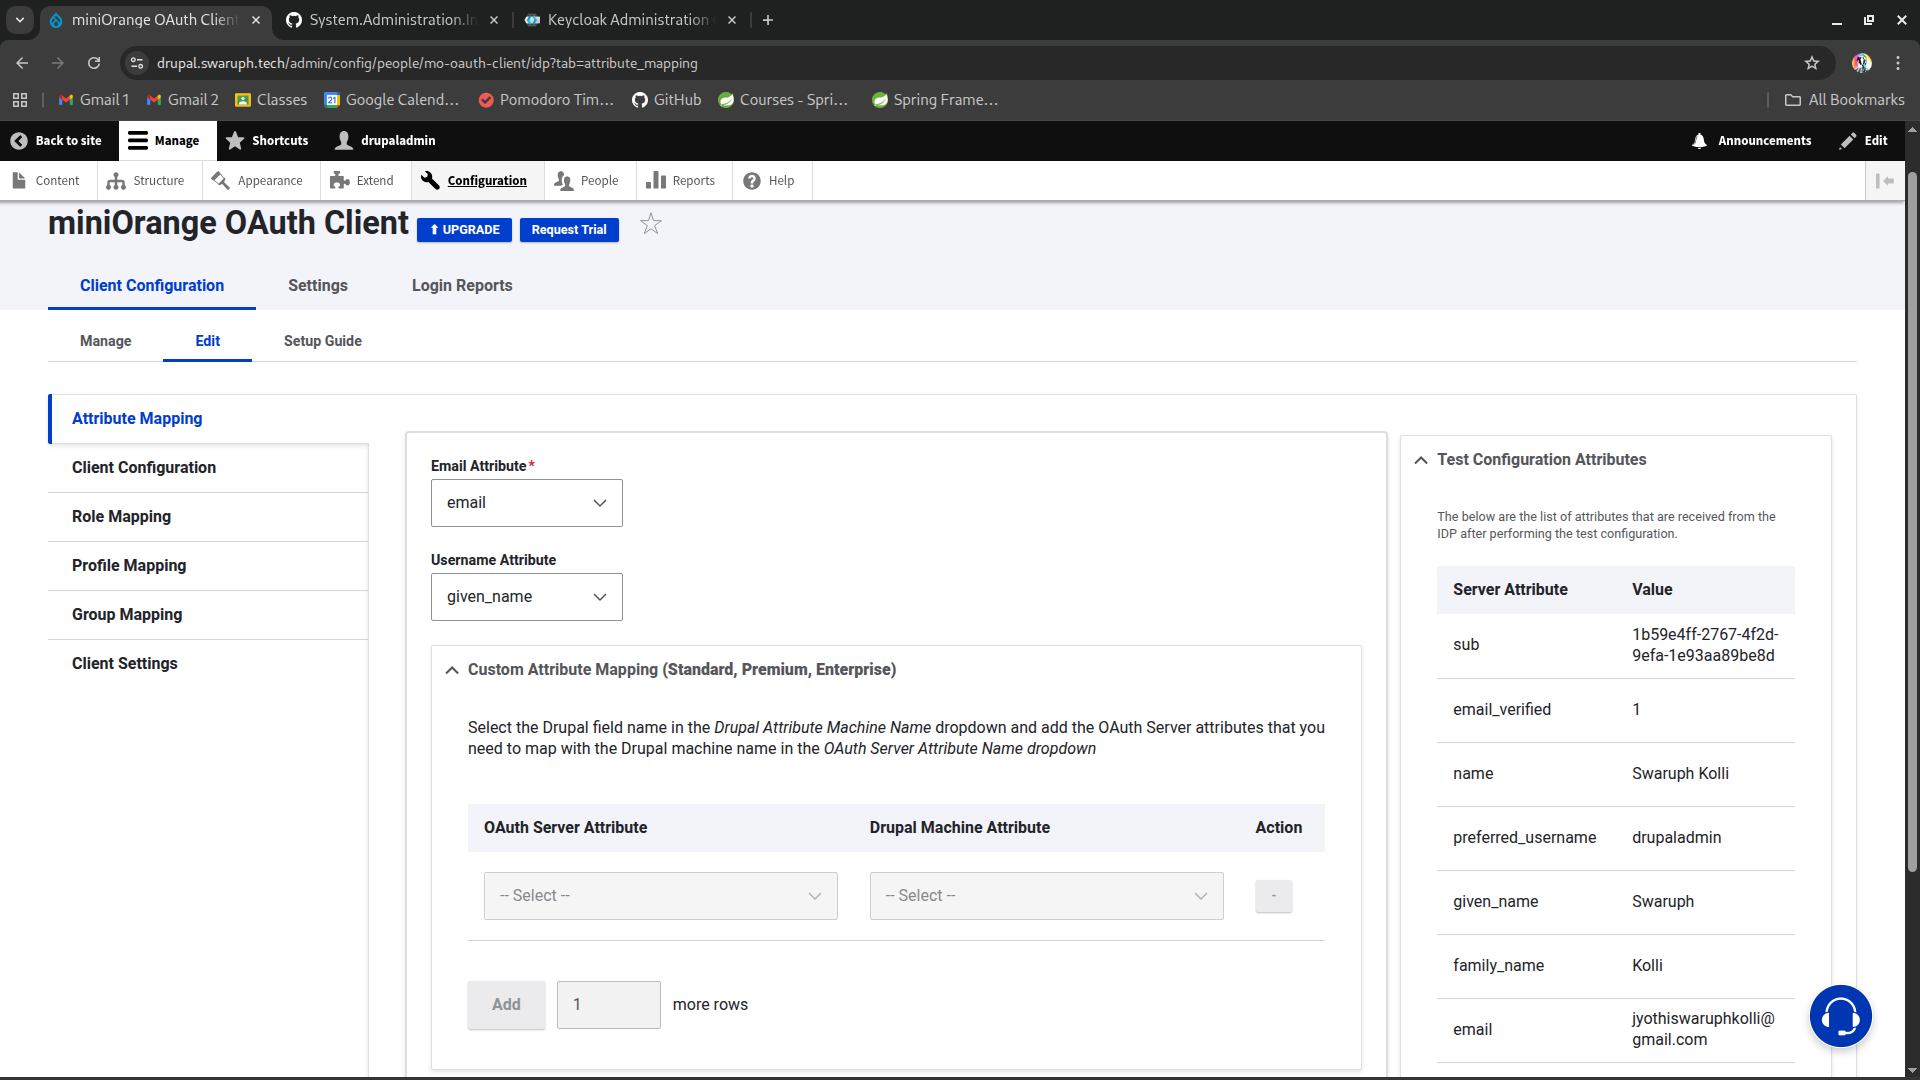 miniOrange OAuth Client
System.Administration.In
Keycloak Administration
drupal.swaruph.tech/admin/config/people/mo-oauth-client/idp?tab=attribute_mapping
Gmail 1
Gmail 2
Classes
Google Calend...
Pomodoro Tim...
GitHub
Courses - Spri...
Spring Frame...
All Bookmarks
Back to site
Manage
Shortcuts
drupaladmin
Announcements
Edit
Content
Structure
Appearance
Extend
Configuration
People
Reports
Help
miniOrange OAuth Client
UPGRADE
Request Trial
Client Configuration
Settings
Login Reports
Manage
Edit
Setup Guide
Attribute Mapping
Client Configuration
Role Mapping
Profile Mapping
Group Mapping
Client Settings
Email Attribute*
email
Username Attribute
given_name
Custom Attribute Mapping (Standard, Premium, Enterprise)
Select the Drupal field name in the Drupal Attribute Machine Name dropdown and add the OAuth Server attributes that you
need to map with the Drupal machine name in the OAuth Server Attribute Name dropdown
OAuth Server Attribute
Drupal Machine Attribute
Action
-- Select --
-- Select --
-
Add
1
more rows
Test Configuration Attributes
The below are the list of attributes that are received from the
IDP after performing the test configuration.
Server Attribute
Value
sub
1b59e4ff-2767-4f2d-
9efa-1e93aa89be8d
email_verified
1
name
Swaruph Kolli
preferred_username
drupaladmin
given_name
Swaruph
family_name
Kolli
email
jyothiswaruphkolli@
gmail.com